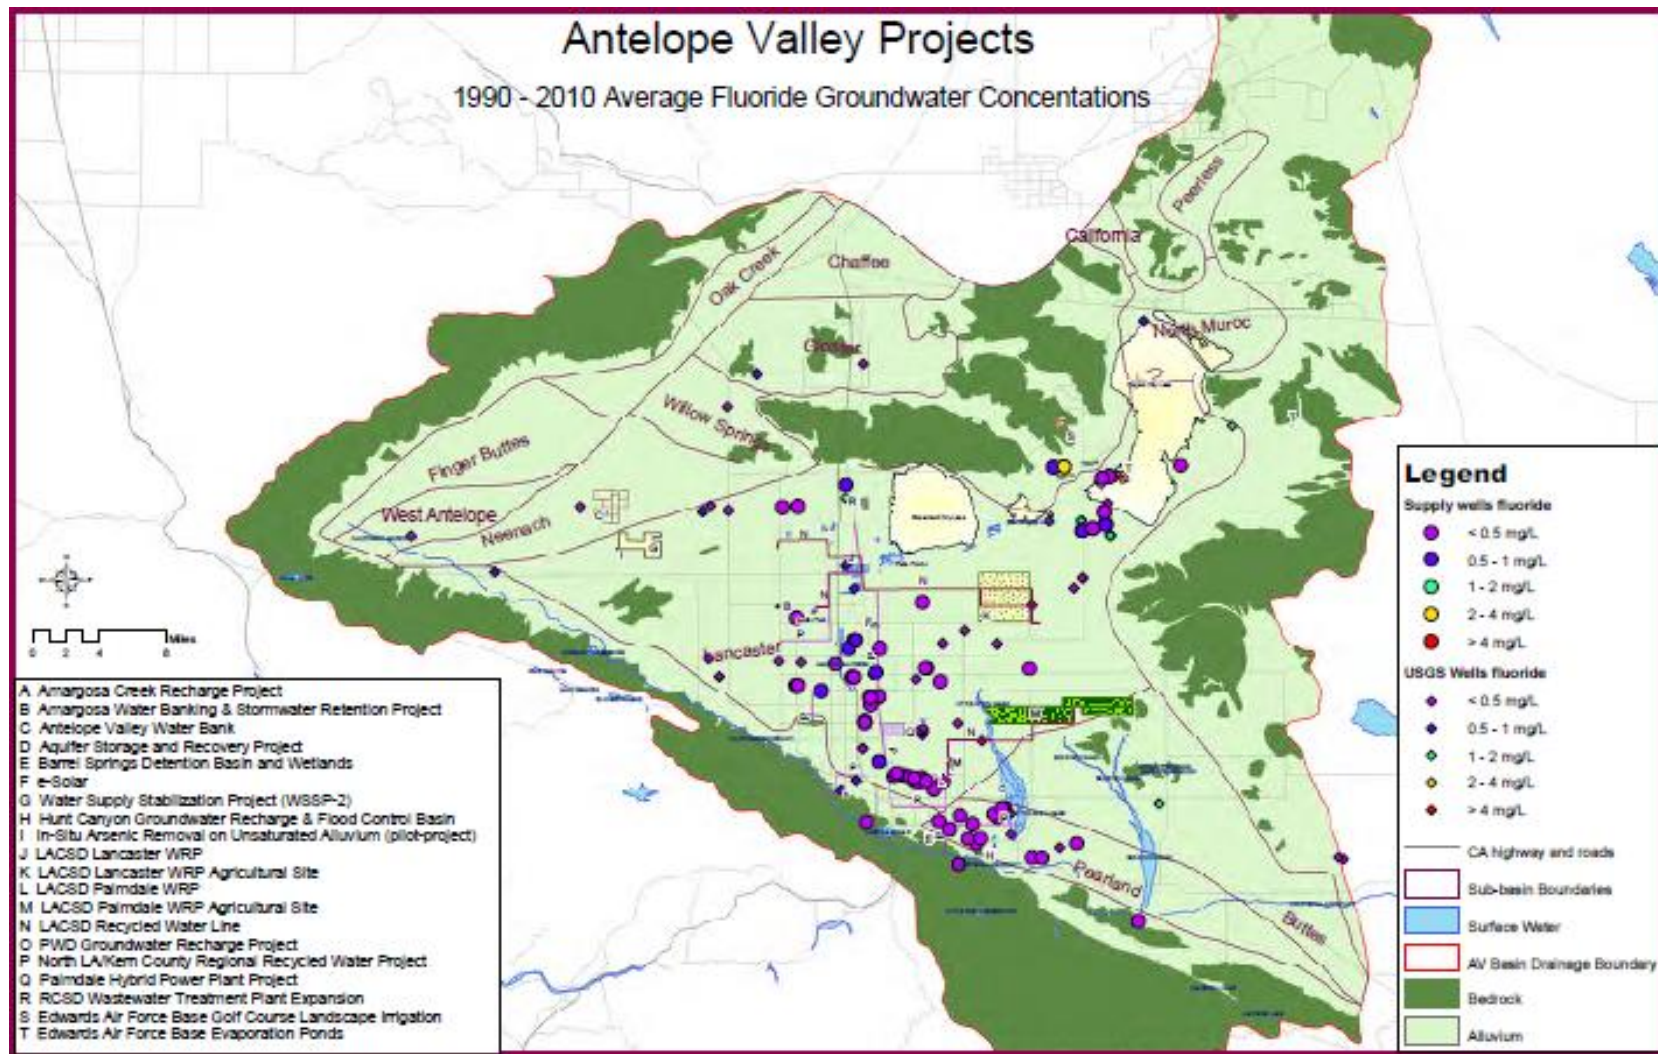 Antelope Valley Projects
1990 - 2010 Average Fluoride Groundwater Concentations
Peerless
California
Oak Creek
Chaffee
North Muroc
Gloster
Willow Springs
Finger Buttes
West Antelope
Neenach
Lancaster
Pearland
Buttes
Miles
0 2 4 8
A Amargosa Creek Recharge Project
B Amargosa Water Banking & Stormwater Retention Project
C Antelope Valley Water Bank
D Aquifer Storage and Recovery Project
E Barrel Springs Detention Basin and Wetlands
F e-Solar
G Water Supply Stabilization Project (WSSP-2)
H Hunt Canyon Groundwater Recharge & Flood Control Basin
I In-Situ Arsenic Removal on Unsaturated Alluvium (pilot-project)
J LACSD Lancaster WRP
K LACSD Lancaster WRP Agricultural Site
L LACSD Palmdale WRP
M LACSD Palmdale WRP Agricultural Site
N LACSD Recycled Water Line
O PWD Groundwater Recharge Project
P North LA/Kern County Regional Recycled Water Project
Q Palmdale Hybrid Power Plant Project
R RCSD Wastewater Treatment Plant Expansion
S Edwards Air Force Base Golf Course Landscape Irrigation
T Edwards Air Force Base Evaporation Ponds
Legend
Supply wells fluoride
< 0.5 mg/L
0.5 - 1 mg/L
1 - 2 mg/L
2 - 4 mg/L
> 4 mg/L
USGS Wells fluoride
< 0.5 mg/L
0.5 - 1 mg/L
1 - 2 mg/L
2 - 4 mg/L
> 4 mg/L
CA highway and roads
Sub-basin Boundaries
Surface Water
AV Basin Drainage Boundary
Bedrock
Alluvium